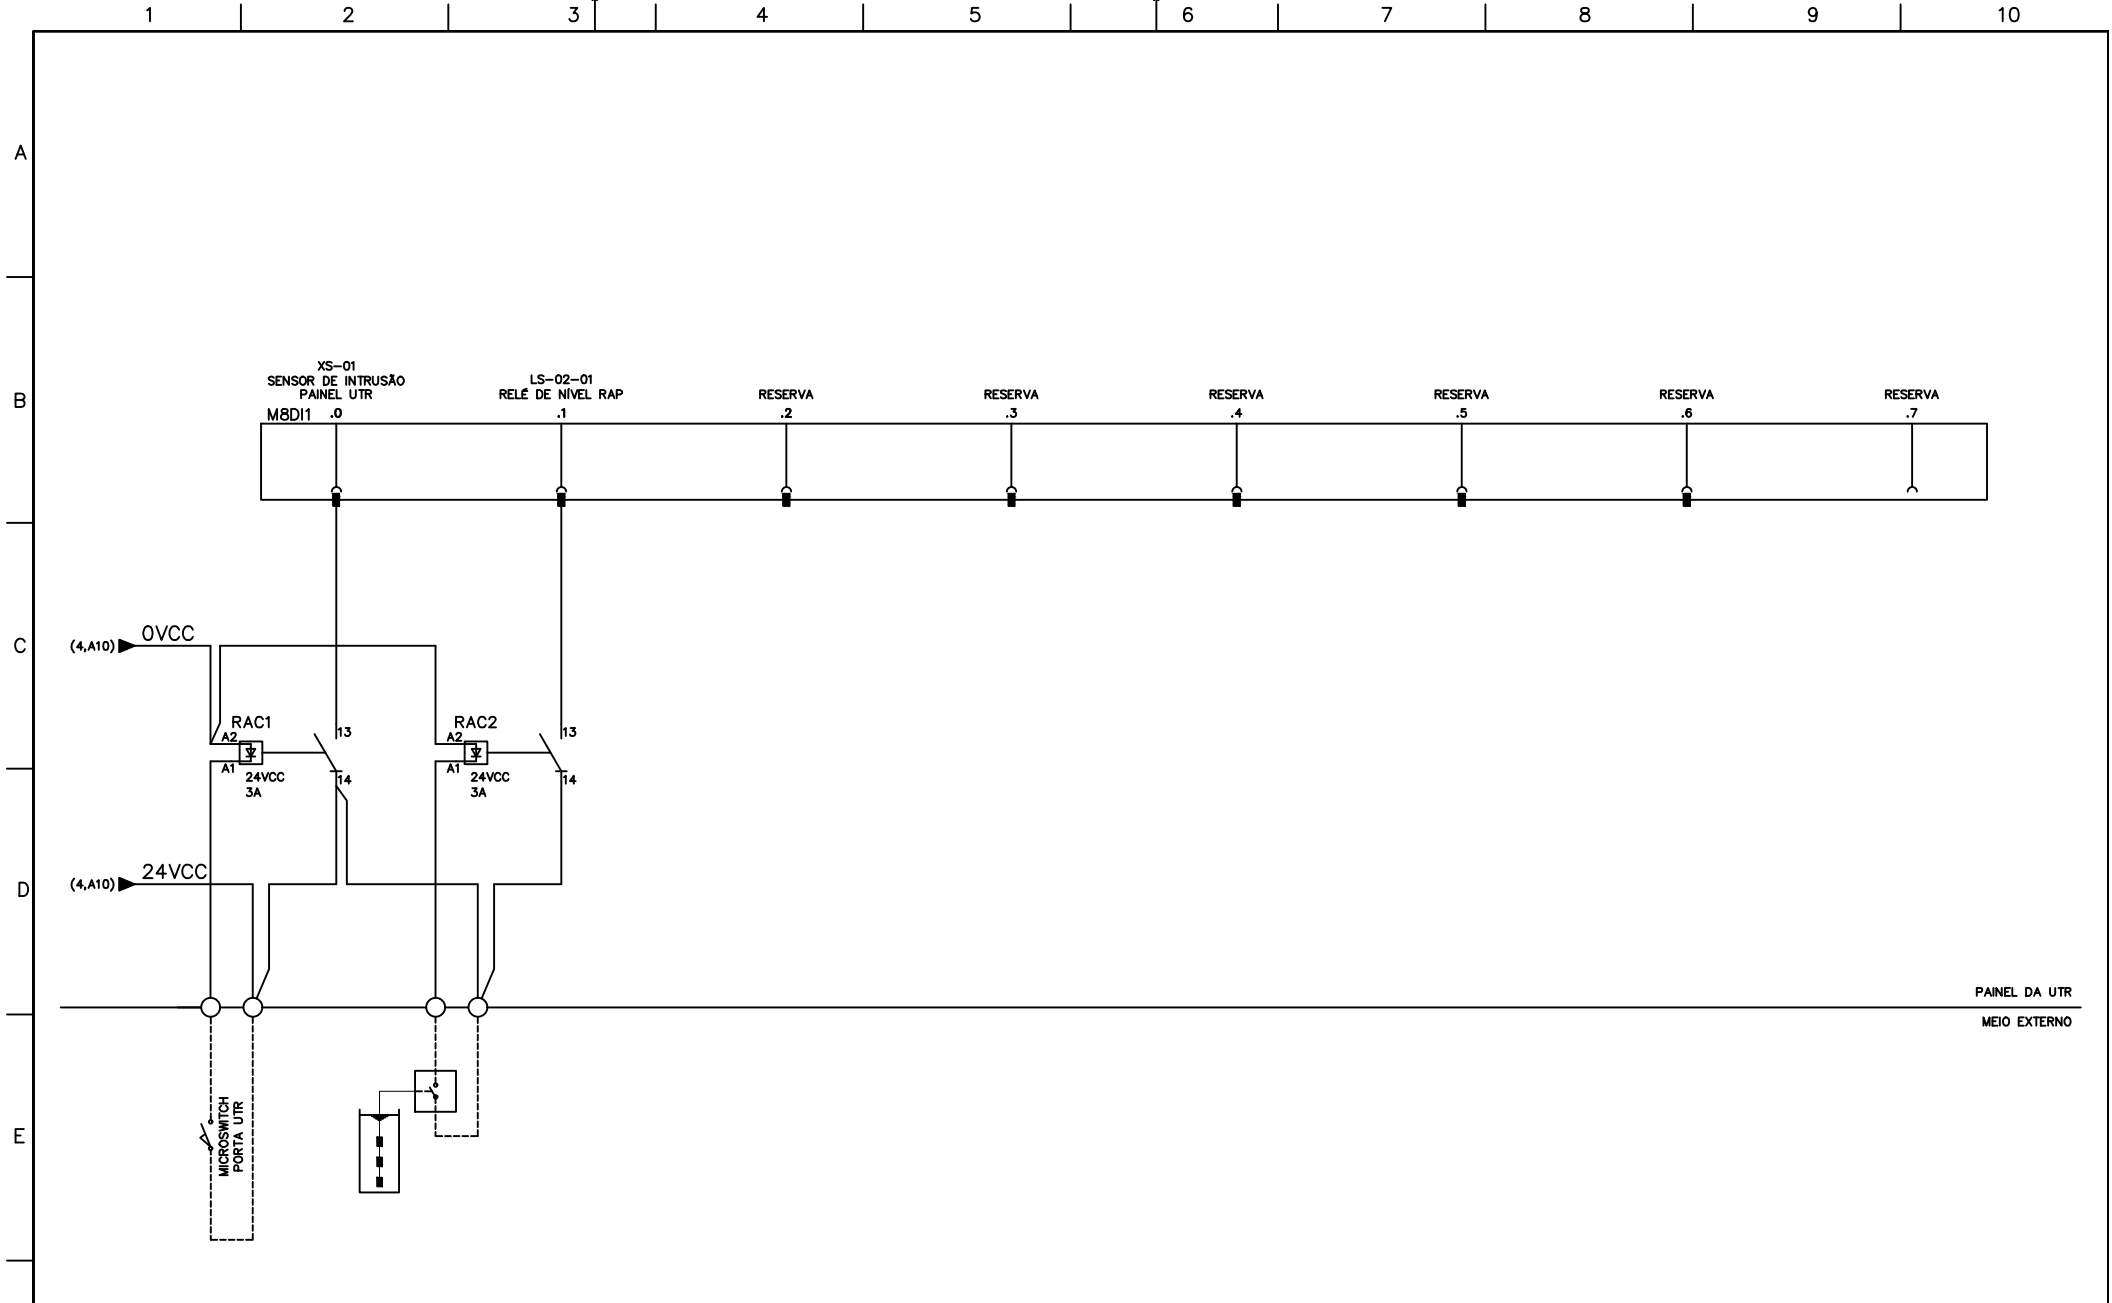 1 2 3 4 5 6 7 8 9 10
A
B
C
D
E
XS-01
SENSOR DE INTRUSÃO
PAINEL UTR
LS-02-01
RELÉ DE NÍVEL RAP
RESERVA
RESERVA
RESERVA
RESERVA
RESERVA
RESERVA
M8DI1 .0 .1 .2 .3 .4 .5 .6 .7
(4,A10) 0VCC
RAC1
A2
A1
24VCC
3A
13
14
RAC2
A2
A1
24VCC
3A
13
14
(4,A10) 24VCC
PAINEL DA UTR
MEIO EXTERNO
MICROSWITCH
PORTA UTR